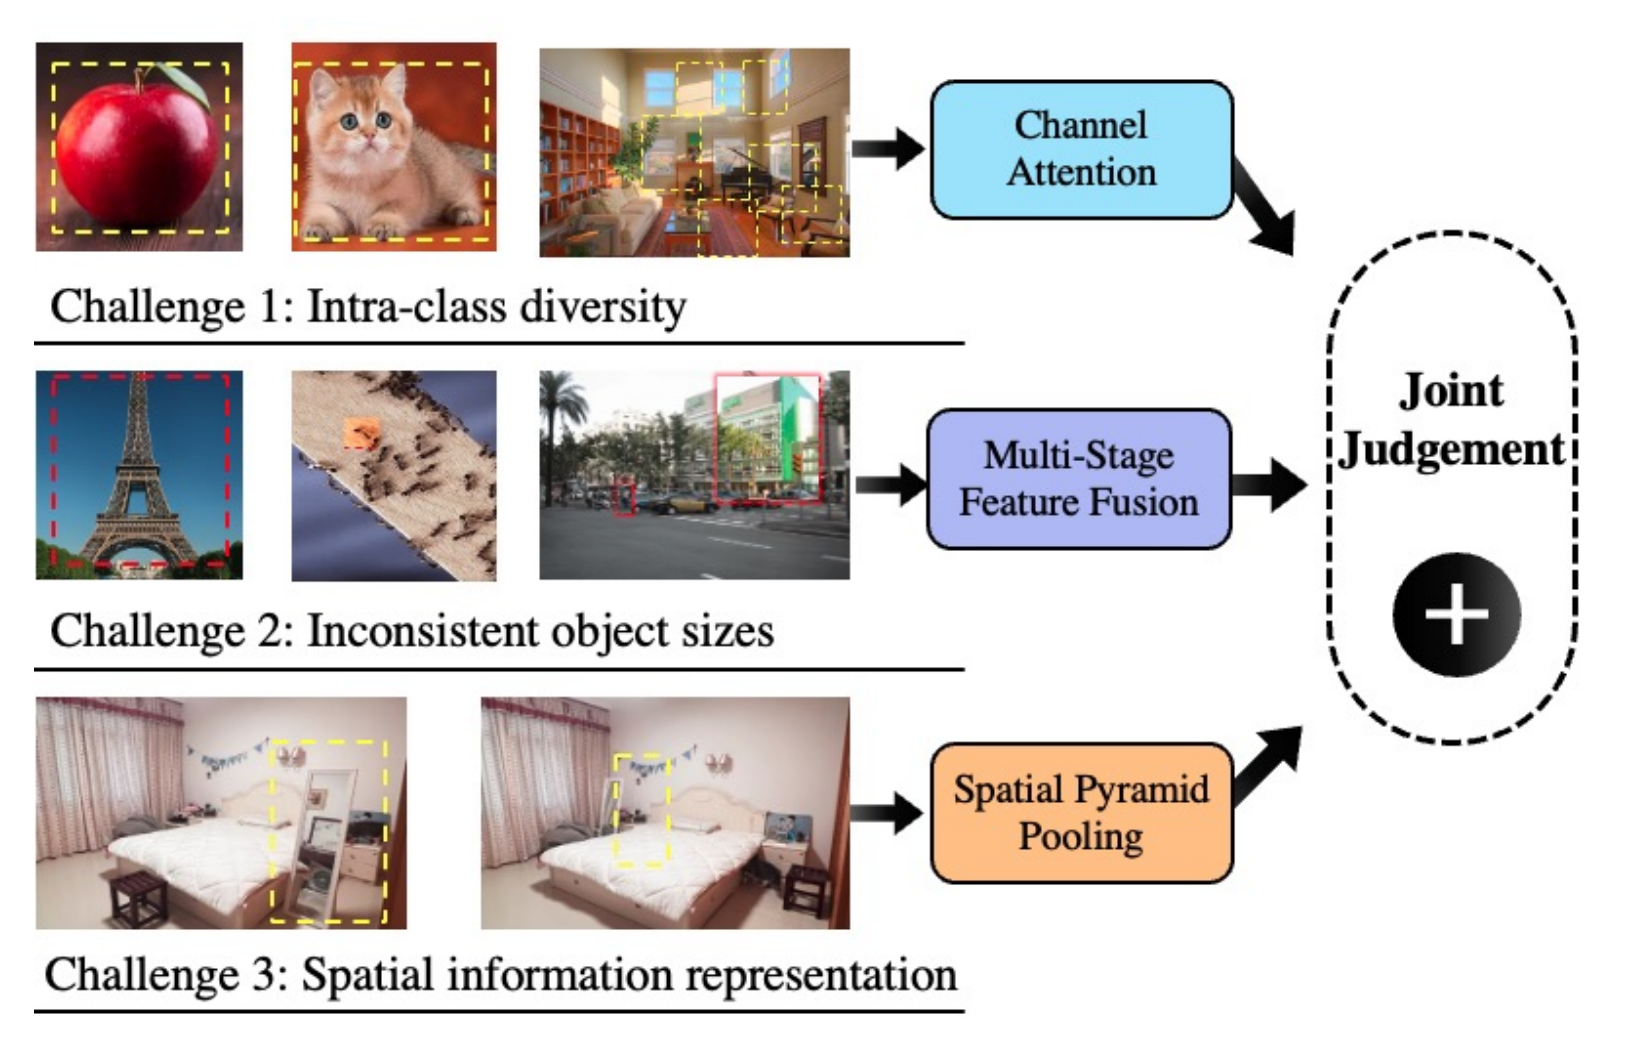 Channel
Attention
Challenge 1: Intra-class diversity
Joint
Judgement
Multi-Stage
Feature Fusion
Challenge 2: Inconsistent object sizes
Spatial Pyramid
Pooling
Challenge 3: Spatial information representation